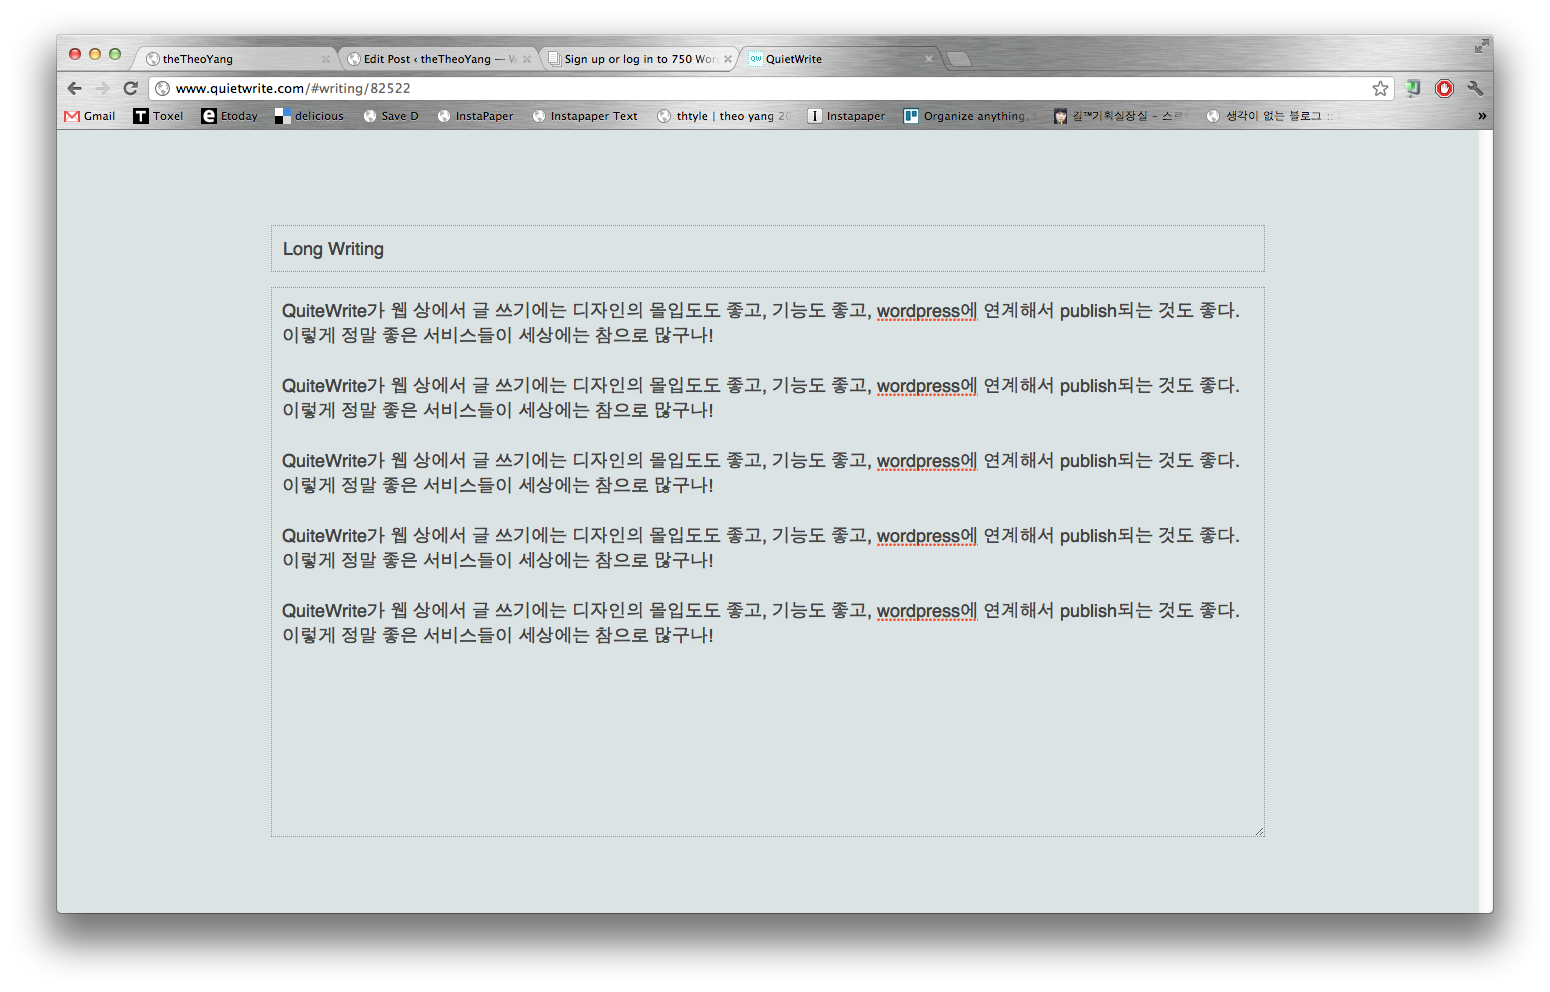 theTheoYang
Edit Post ‹ theTheoYang — W
Sign up or log in to 750 Wor
QW QuietWrite
www.quietwrite.com/#writing/82522
Gmail T Toxel e Etoday delicious Save D InstaPaper Instapaper Text thtyle | theo yang 20 I Instapaper Organize anything, 길™기획실장실 – 스르 생각이 없는 블로그 :: »
Long Writing
QuiteWrite가 웹 상에서 글 쓰기에는 디자인의 몰입도도 좋고, 기능도 좋고, wordpress에 연계해서 publish되는 것도 좋다.
이렇게 정말 좋은 서비스들이 세상에는 참으로 많구나!
QuiteWrite가 웹 상에서 글 쓰기에는 디자인의 몰입도도 좋고, 기능도 좋고, wordpress에 연계해서 publish되는 것도 좋다.
이렇게 정말 좋은 서비스들이 세상에는 참으로 많구나!
QuiteWrite가 웹 상에서 글 쓰기에는 디자인의 몰입도도 좋고, 기능도 좋고, wordpress에 연계해서 publish되는 것도 좋다.
이렇게 정말 좋은 서비스들이 세상에는 참으로 많구나!
QuiteWrite가 웹 상에서 글 쓰기에는 디자인의 몰입도도 좋고, 기능도 좋고, wordpress에 연계해서 publish되는 것도 좋다.
이렇게 정말 좋은 서비스들이 세상에는 참으로 많구나!
QuiteWrite가 웹 상에서 글 쓰기에는 디자인의 몰입도도 좋고, 기능도 좋고, wordpress에 연계해서 publish되는 것도 좋다.
이렇게 정말 좋은 서비스들이 세상에는 참으로 많구나!